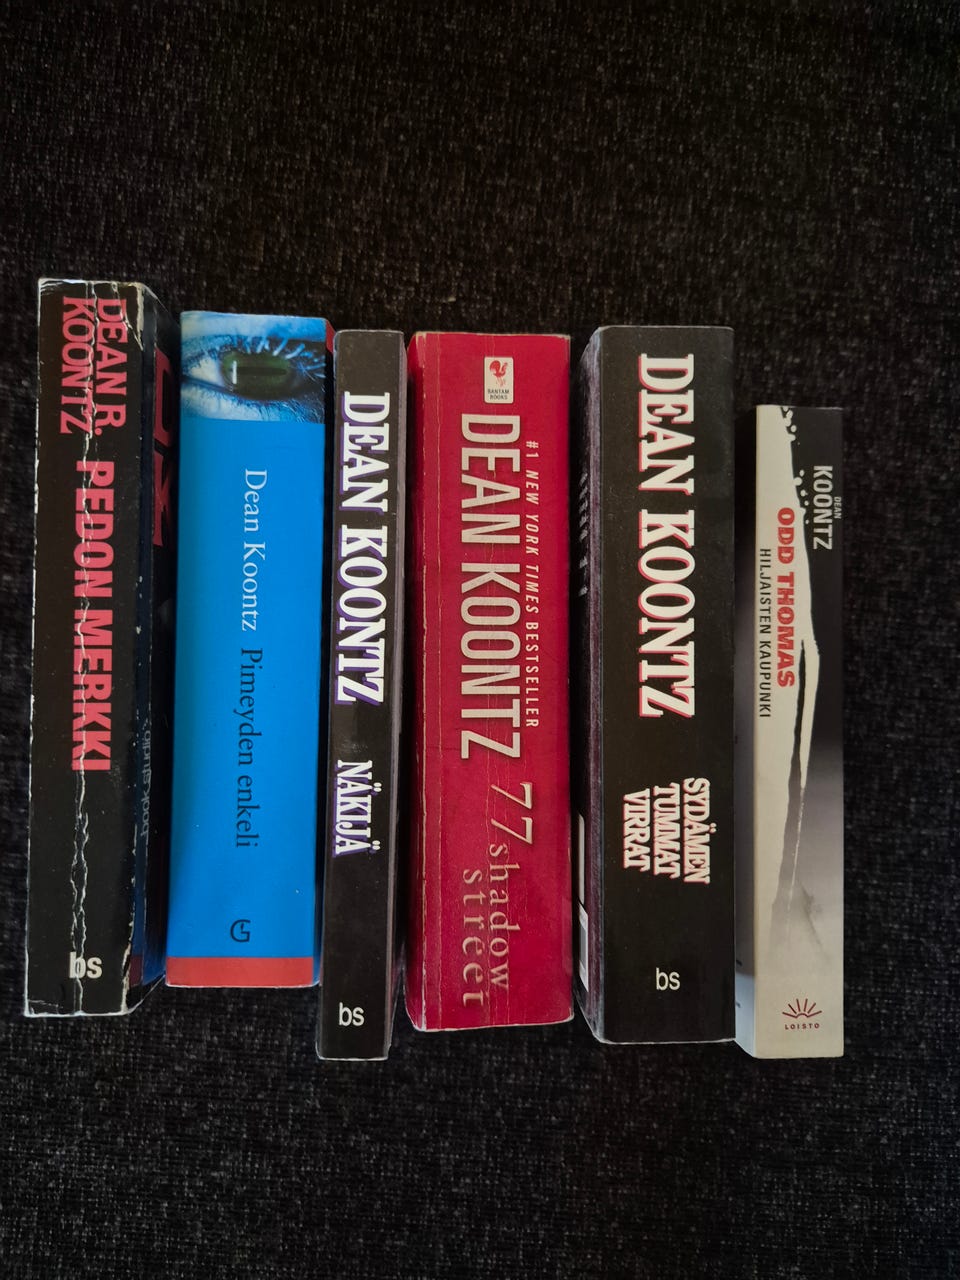 DEAN R.
KOONTZ
PEDON MERKKI
bs
Dean Koontz Pimeyden enkeli
DEAN KOONTZ
NÄKIJÄ
bs
BANTAM
BOOKS
#1 NEW YORK TIMES BESTSELLER
DEAN KOONTZ
77 shadow
street
DEAN KOONTZ
SYDÄMEN
TUMMAT
VIRRAT
bs
DEAN
KOONTZ
ODD THOMAS
HILJAISTEN KAUPUNKI
LOISTO